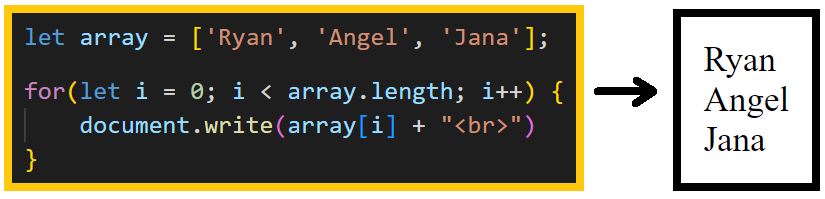 let array = ['Ryan', 'Angel', 'Jana'];
for(let i = 0; i < array.length; i++) {
    document.write(array[i] + "<br>")
}
Ryan
Angel
Jana